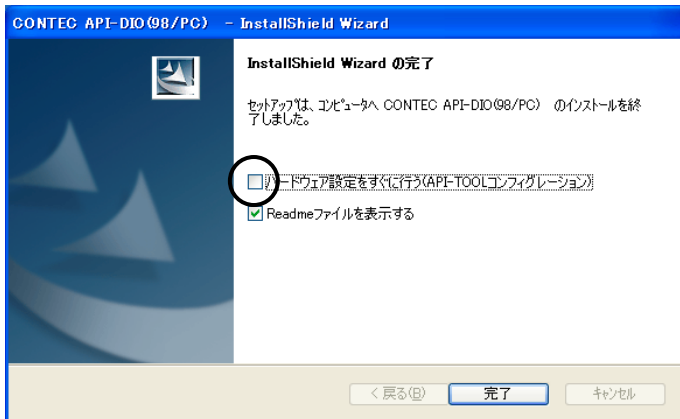 CONTEC API-DIO(98/PC) - InstallShield Wizard
InstallShield Wizard の完了
セットアップは、コンピュータへ CONTEC API-DIO(98/PC) のインストールを終
了しました。
ハードウェア設定をすぐに行う(API-TOOLコンフィグレーション)
Readmeファイルを表示する
< 戻る(B)
完了
キャンセル